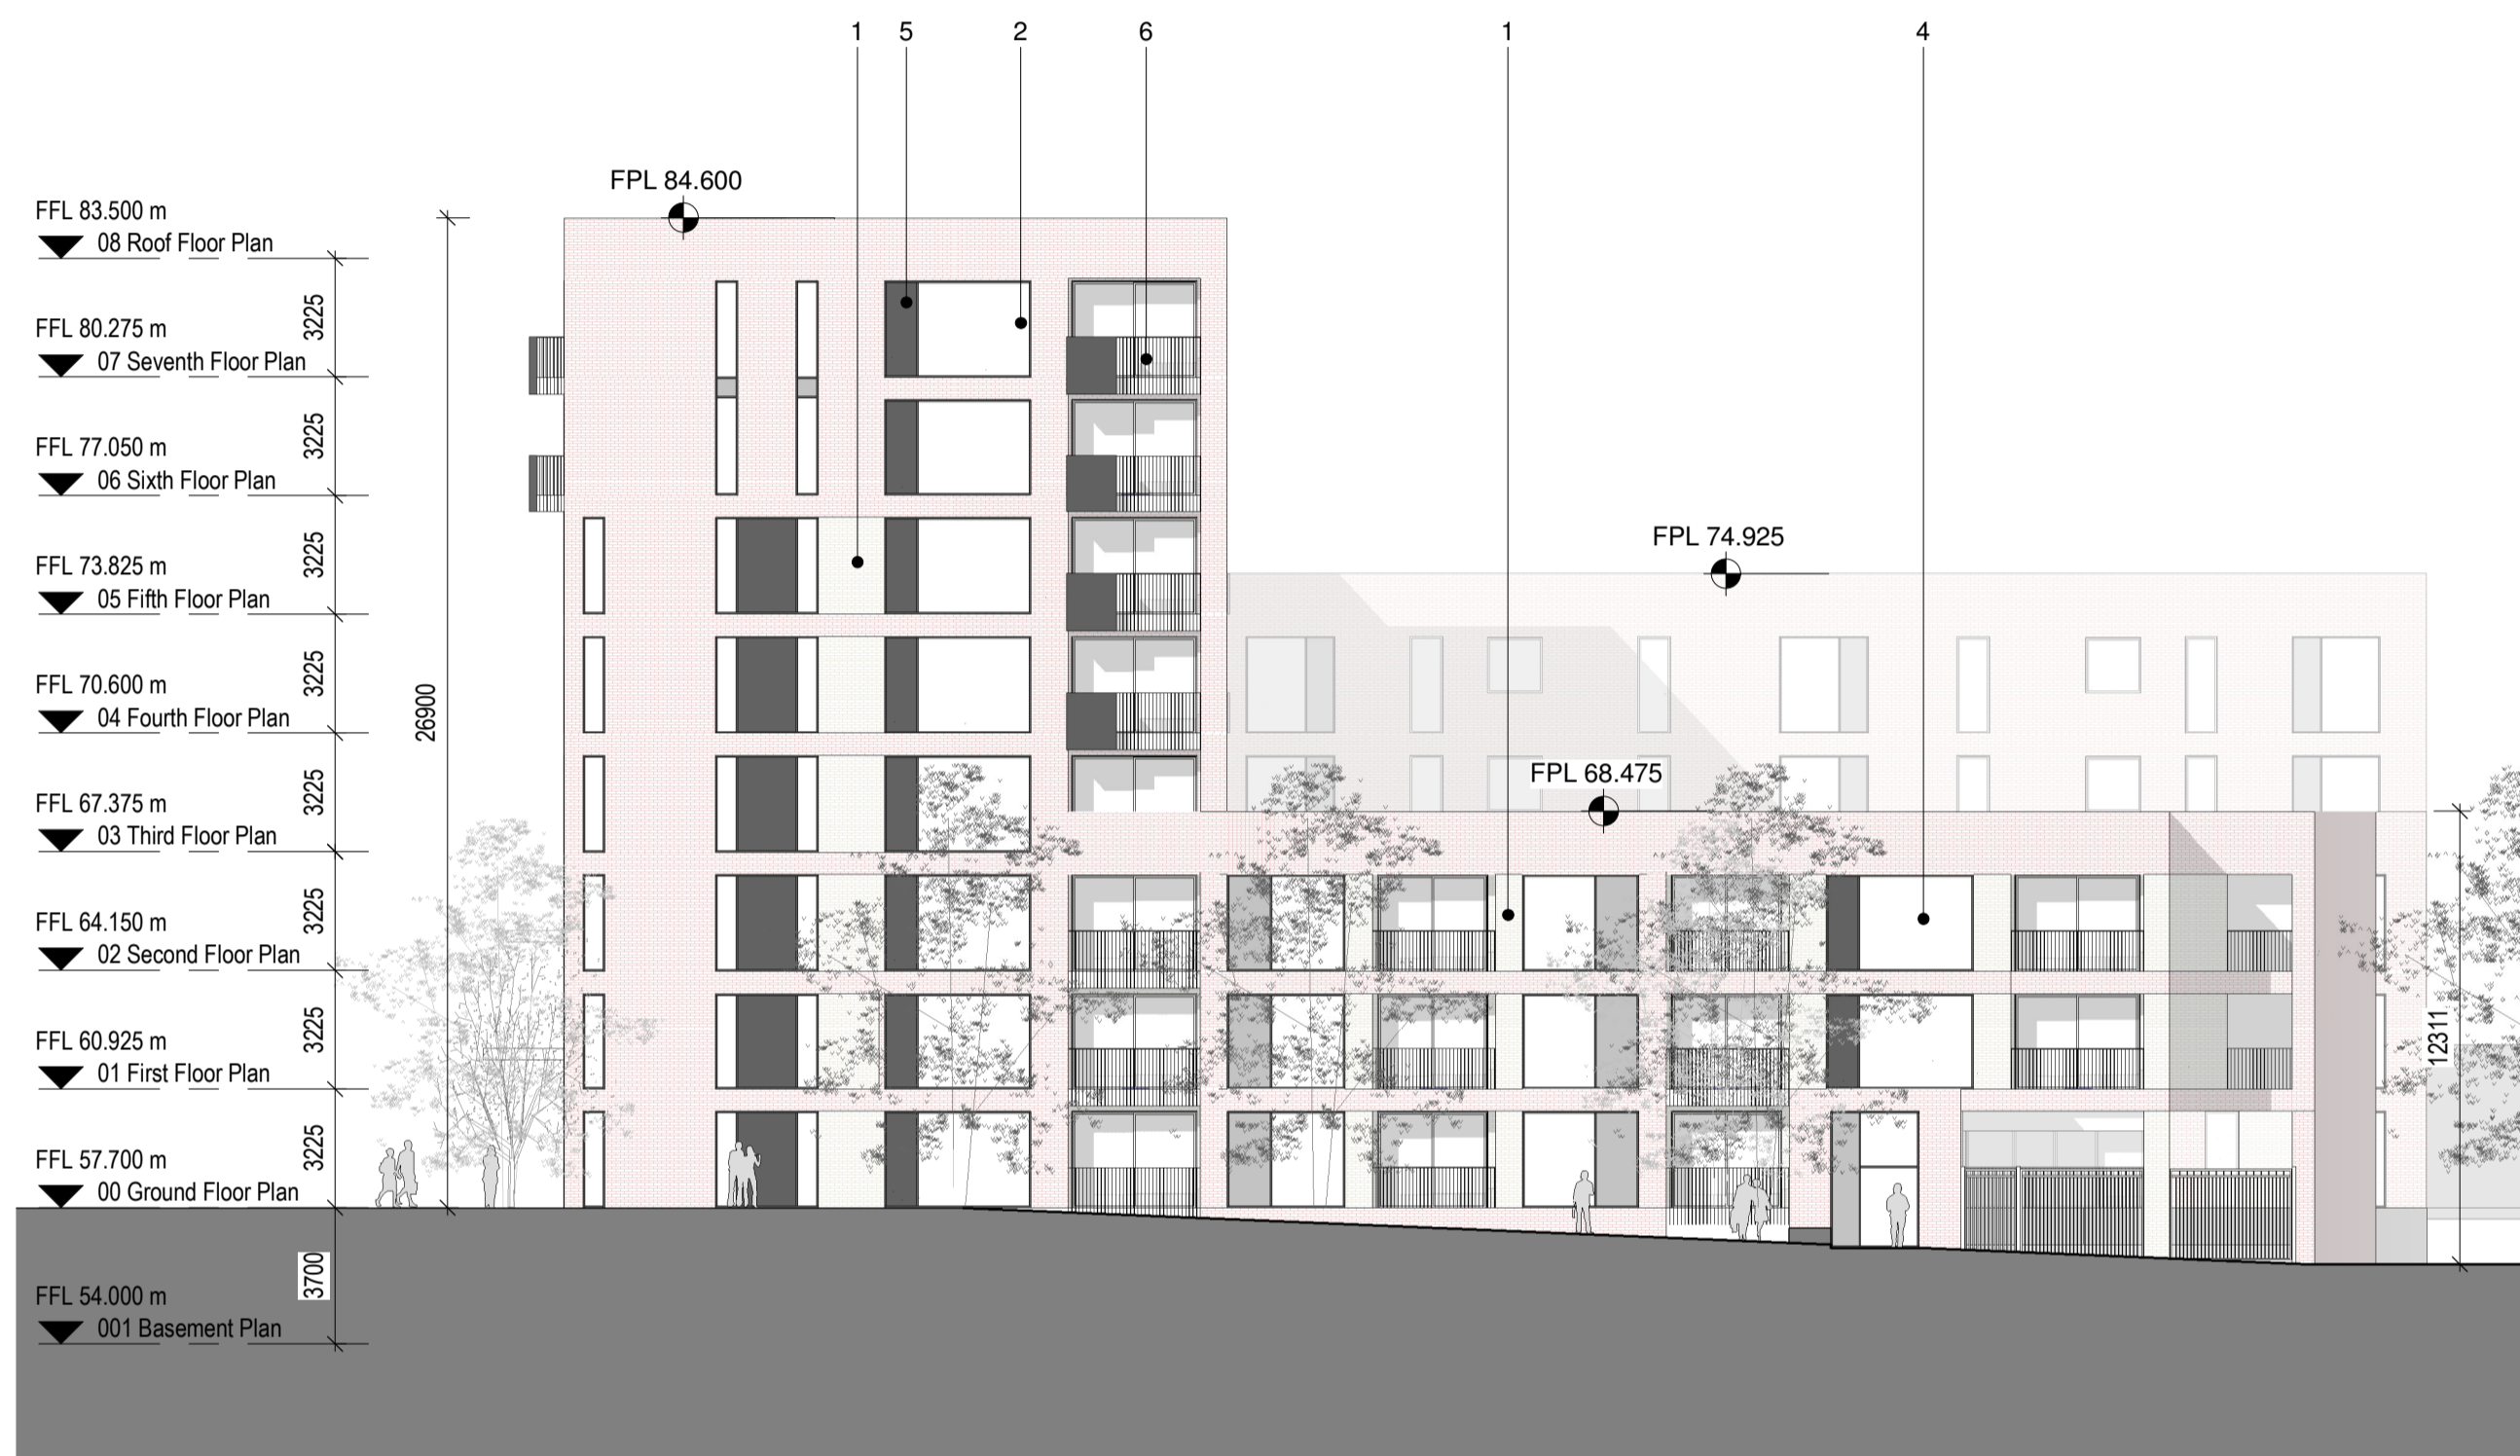 1 5 2 6 1 4
FPL 84.600
FFL 83.500 m
08 Roof Floor Plan
3225
FFL 80.275 m
07 Seventh Floor Plan
3225
FFL 77.050 m
06 Sixth Floor Plan
3225
FPL 74.925
FFL 73.825 m
05 Fifth Floor Plan
3225
FFL 70.600 m
04 Fourth Floor Plan
26900
3225
FPL 68.475
FFL 67.375 m
03 Third Floor Plan
3225
FFL 64.150 m
02 Second Floor Plan
3225
FFL 60.925 m
01 First Floor Plan
12311
3225
FFL 57.700 m
00 Ground Floor Plan
3700
FFL 54.000 m
001 Basement Plan